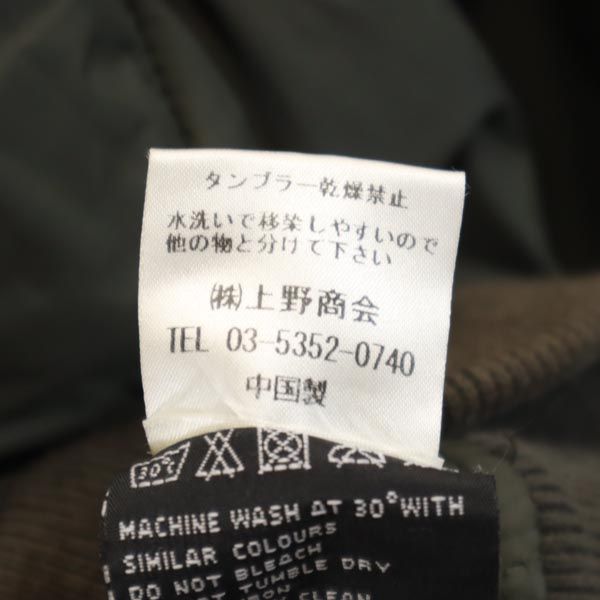 タンブラー乾燥禁止
水洗いで移染しやすいので
他の物と分けて下さい
㈱上野商会
TEL 03-5352-0740
中国製
30°
MACHINE WASH AT 30° WITH
SIMILAR COLOURS
DO NOT BLEACH
DO NOT TUMBLE DRY
CLEAN